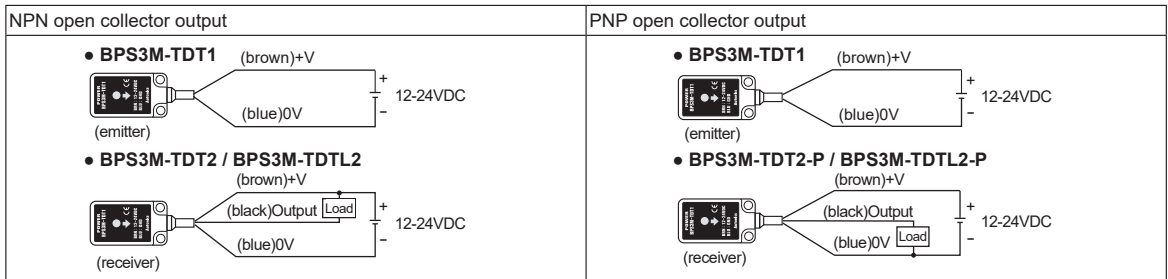 NPN open collector output
● BPS3M-TDT1
(brown)+V
+
12-24VDC
−
(blue)0V
(emitter)
● BPS3M-TDT2 / BPS3M-TDTL2
(brown)+V
(black)Output
Load
+
12-24VDC
−
(blue)0V
(receiver)
PNP open collector output
● BPS3M-TDT1
(brown)+V
+
12-24VDC
−
(blue)0V
(emitter)
● BPS3M-TDT2-P / BPS3M-TDTL2-P
(brown)+V
(black)Output
+
12-24VDC
−
(blue)0V
Load
(receiver)